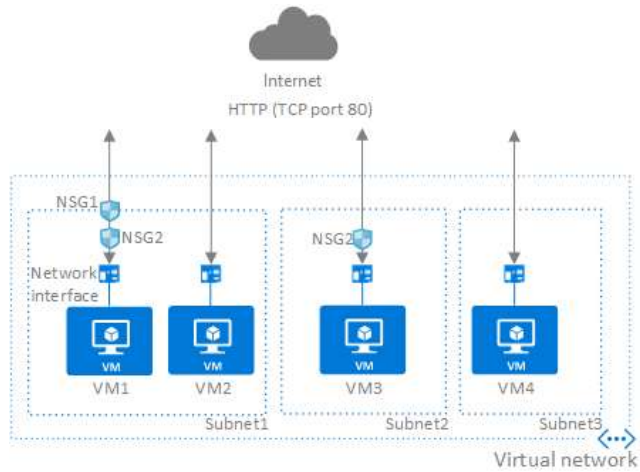 Internet
HTTP (TCP port 80)
NSG1
NSG2
NSG2
Network
interface
VM
VM
VM
VM
VM1
VM2
VM3
VM4
Subnet1
Subnet2
Subnet3
Virtual network